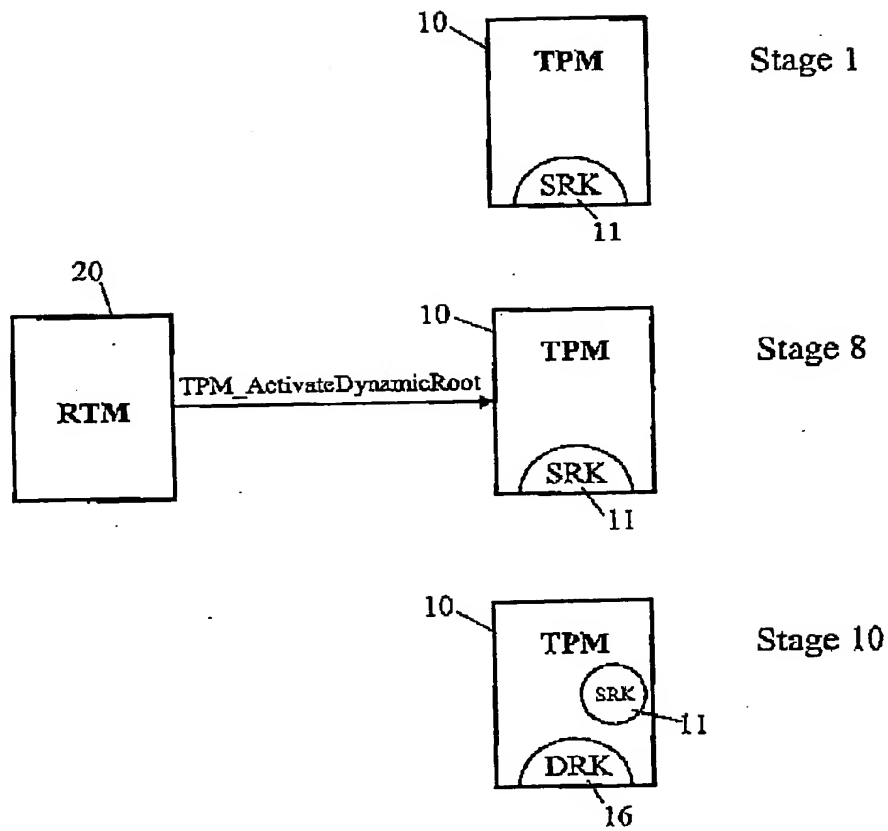 10
TPM
Stage 1
SRK
11
20
10
TPM
Stage 8
TPM_ActivateDynamicRoot
RTM
SRK
11
10
TPM
Stage 10
SRK
11
DRK
16